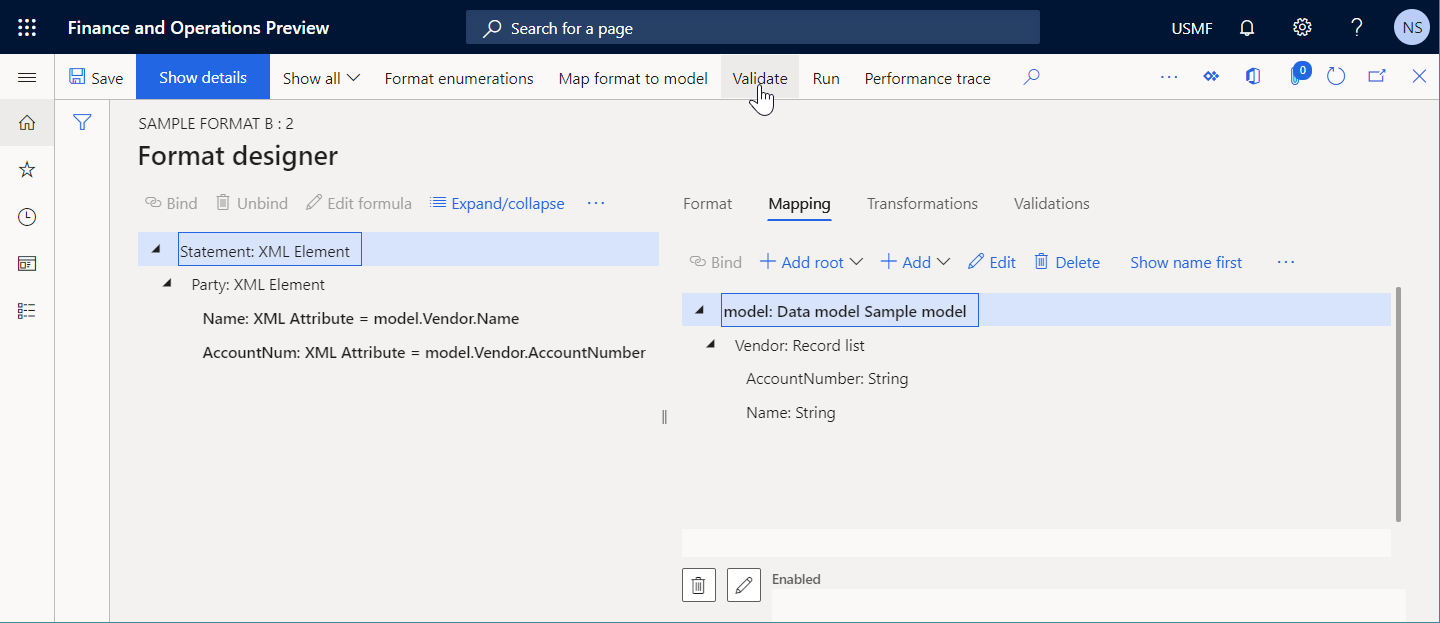 Finance and Operations Preview
Search for a page
USMF
?
NS
Save
Show details
Show all
Format enumerations
Map format to model
Validate
Run
Performance trace
0
SAMPLE FORMAT B : 2
Format designer
Bind
Unbind
Edit formula
Expand/collapse
Format
Mapping
Transformations
Validations
Statement: XML Element
Party: XML Element
Name: XML Attribute = model.Vendor.Name
AccountNum: XML Attribute = model.Vendor.AccountNumber
Bind
Add root
Add
Edit
Delete
Show name first
model: Data model Sample model
Vendor: Record list
AccountNumber: String
Name: String
Enabled